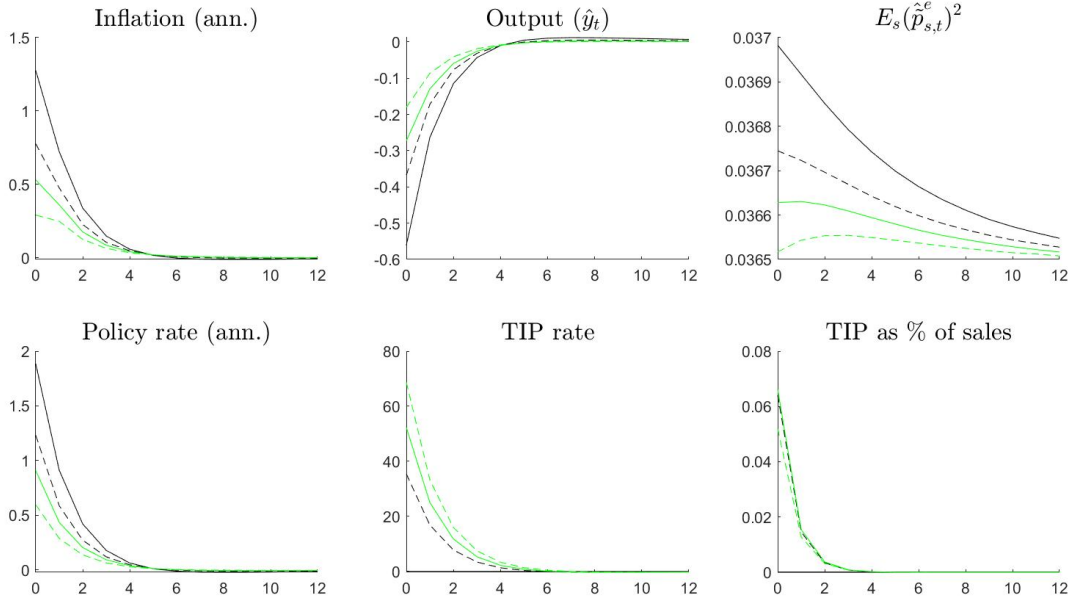 Inflation (ann.)
1.5
1
0.5
0
0 2 4 6 8 10 12
Output (ŷ_t)
0
-0.1
-0.2
-0.3
-0.4
-0.5
-0.6
0 2 4 6 8 10 12
E_s(p̃̂^e_{s,t})^2
0.037
0.0369
0.0368
0.0367
0.0366
0.0365
0 2 4 6 8 10 12
Policy rate (ann.)
2
1.5
1
0.5
0
0 2 4 6 8 10 12
TIP rate
80
60
40
20
0
0 2 4 6 8 10 12
TIP as % of sales
0.08
0.06
0.04
0.02
0
0 2 4 6 8 10 12